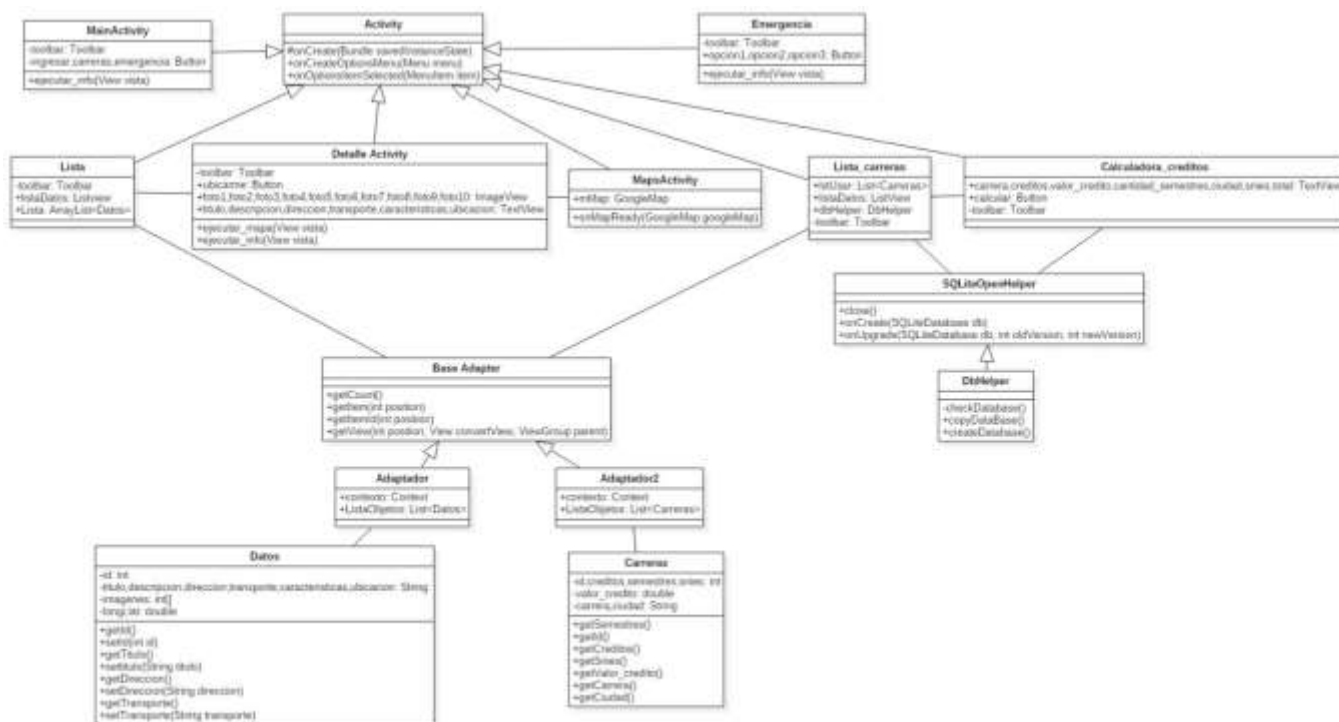 MainActivity
-toolbar: Toolbar
-ingresar,carreras,emergencia: Button
+ejecutar_info(View vista)
Activity
#onCreate(Bundle savedInstanceState)
+onCreateOptionsMenu(Menu menu)
+onOptionsItemSelected(MenuItem item)
Emergencia
-toolbar: Toolbar
+opcion1,opcion2,opcion3: Button
+ejecutar_info(View vista)
Lista
-toolbar: Toolbar
+listaDatos: Listview
+Lista: ArrayList<Datos>
Detalle Activity
-toolbar: Toolbar
+ubicarme: Button
+foto1,foto2,foto3,foto4,foto5,foto6,foto7,foto8,foto9,foto10: ImageView
+titulo,descripcion,direccion,transporte,caracteristicas,ubicacion: TextView
+ejecutar_mapa(View vista)
+ejecutar_info(View vista)
MapsActivity
+mMap: GoogleMap
+onMapReady(GoogleMap googleMap)
Lista_carreras
+lstUser: List<Carreras>
+listaDatos: ListView
+dbHelper: DbHelper
-toolbar: Toolbar
Calculadora_creditos
+carrera,creditos,valor_credito,cantidad_semestres,ciudad,snies,total: TextView
+calcular: Button
-toolbar: Toolbar
SQLiteOpenHelper
+close()
+onCreate(SQLiteDatabase db)
+onUpgrade(SQLiteDatabase db, int oldVersion, int newVersion)
DbHelper
-checkDatabase()
+copyDataBase()
+createDatabase()
Base Adapter
+getCount()
+getItem(int position)
+getItemId(int position)
+getView(int position, View convertView, ViewGroup parent)
Adaptador
+contexto: Context
+ListaObjetos: List<Datos>
Adaptador2
+contexto: Context
+ListaObjetos: List<Carreras>
Datos
-id: int
-titulo,descripcion,direccion,transporte,caracteristicas,ubicacion: String
-imagenes: int[]
-longi,lat: double
+getId()
+setId(int id)
+getTitulo()
+settitulo(String titulo)
+getDireccion()
+setDireccion(String direccion)
+getTransporte()
+setTransporte(String transporte)
Carreras
-id,creditos,semestres,snies: int
-valor_credito: double
-carrera,ciudad: String
+getSemestres()
+getId()
+getCreditos()
+getSnies()
+getValor_credito()
+getCarrera()
+getCiudad()